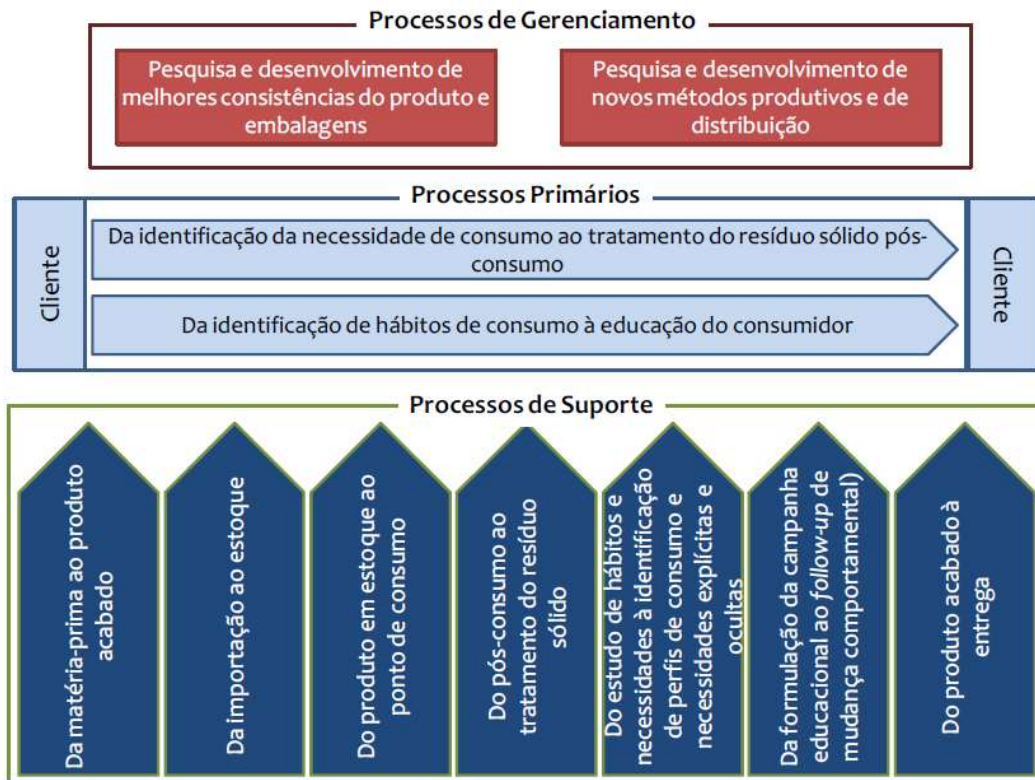 Processos de Gerenciamento
Pesquisa e desenvolvimento de
melhores consistências do produto e
embalagens
Pesquisa e desenvolvimento de
novos métodos produtivos e de
distribuição
Processos Primários
Cliente
Da identificação da necessidade de consumo ao tratamento do resíduo sólido pós-
consumo
Da identificação de hábitos de consumo à educação do consumidor
Cliente
Processos de Suporte
Da matéria-prima ao produto
acabado
Da importação ao estoque
Do produto em estoque ao
ponto de consumo
Do pós-consumo ao
tratamento do resíduo
sólido
Do estudo de hábitos e
necessidades à identificação
de perfis de consumo e
necessidades explícitas e
ocultas
Da formulação da campanha
educacional ao follow-up de
mudança comportamental)
Do produto acabado à
entrega